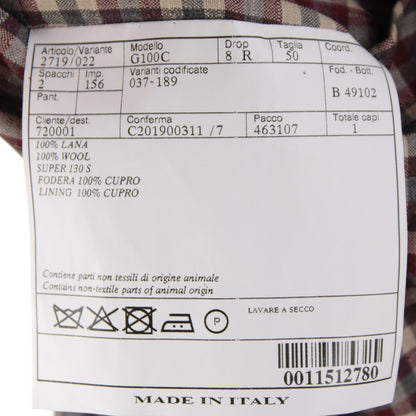 Articolo/Variante Modello Drop Taglia Coord.
2719/022 G100C 8 R 50
Spacchi Imp. Varianti codificate Fod. - Bott.
2 156 037-189 B 49102
Pant.
Cliente/dest. Conferma Pacco Totale capi
720001 C201900311 /7 463107 1
100% LANA
100% WOOL
SUPER 130 S
FODERA 100% CUPRO
LINING 100% CUPRO
Contiene parti non tessili di origine animale
Contains non-textile parts of animal origin
P LAVARE A SECCO
0011512780
MADE IN ITALY